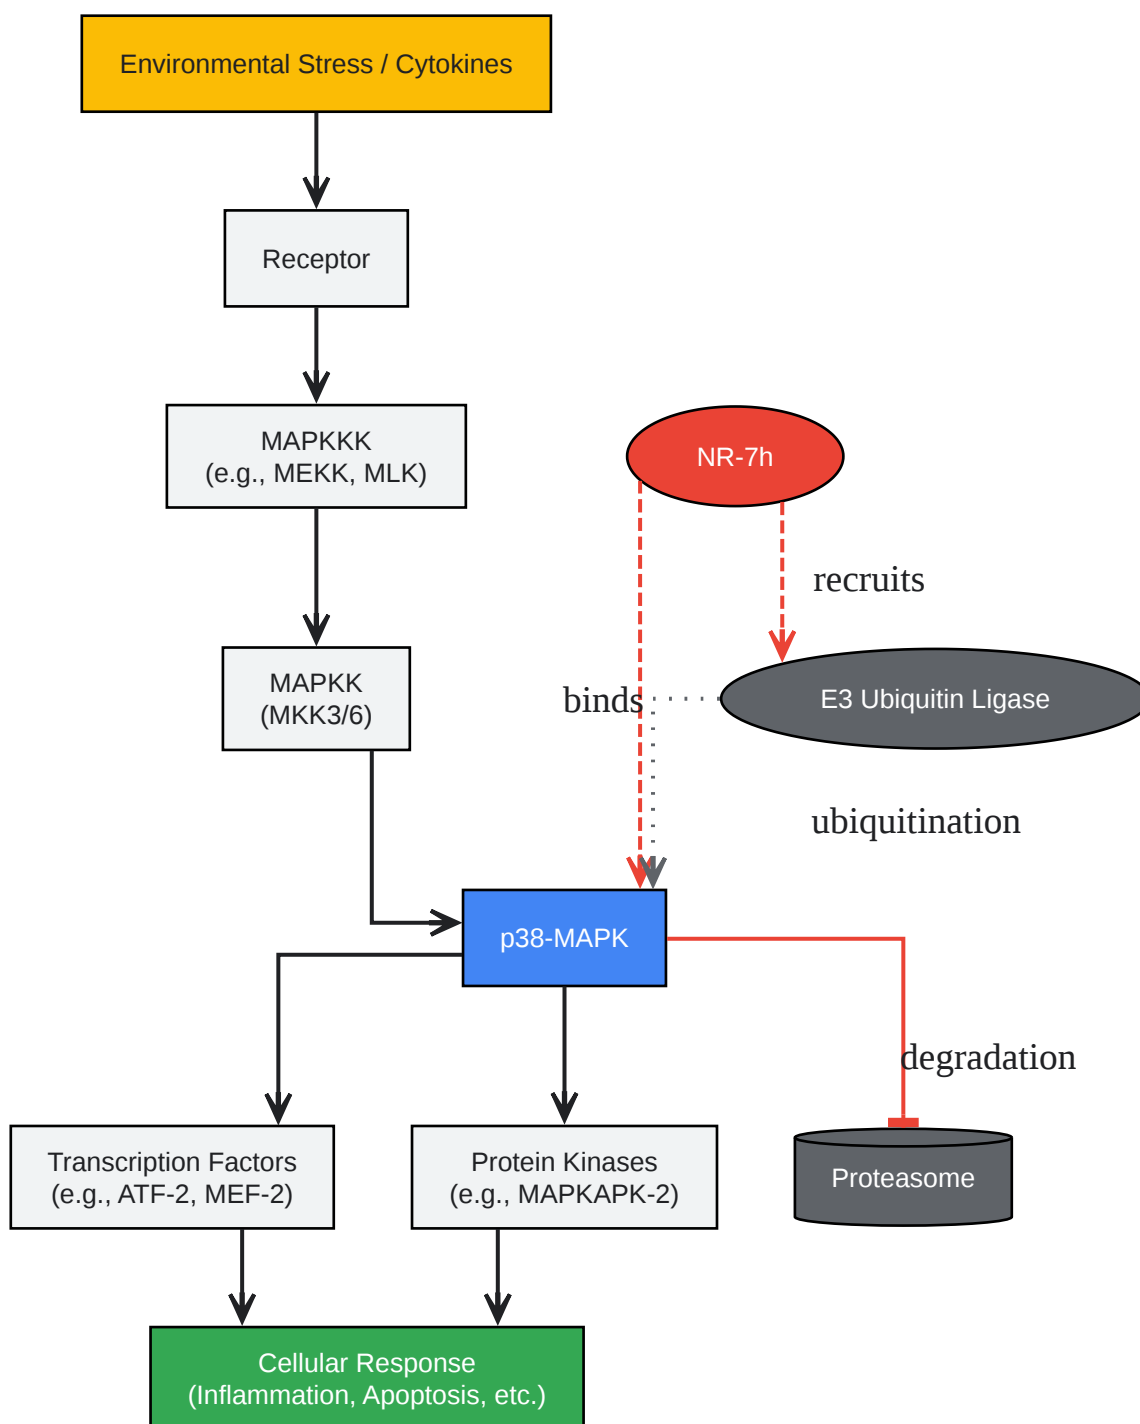 Environmental Stress / Cytokines
Receptor
MAPKKK
(e.g., MEKK, MLK)
NR-7h
recruits
MAPKK
(MKK3/6)
binds
E3 Ubiquitin Ligase
ubiquitination
p38-MAPK
degradation
Transcription Factors
(e.g., ATF-2, MEF-2)
Protein Kinases
(e.g., MAPKAPK-2)
Proteasome
Cellular Response
(Inflammation, Apoptosis, etc.)